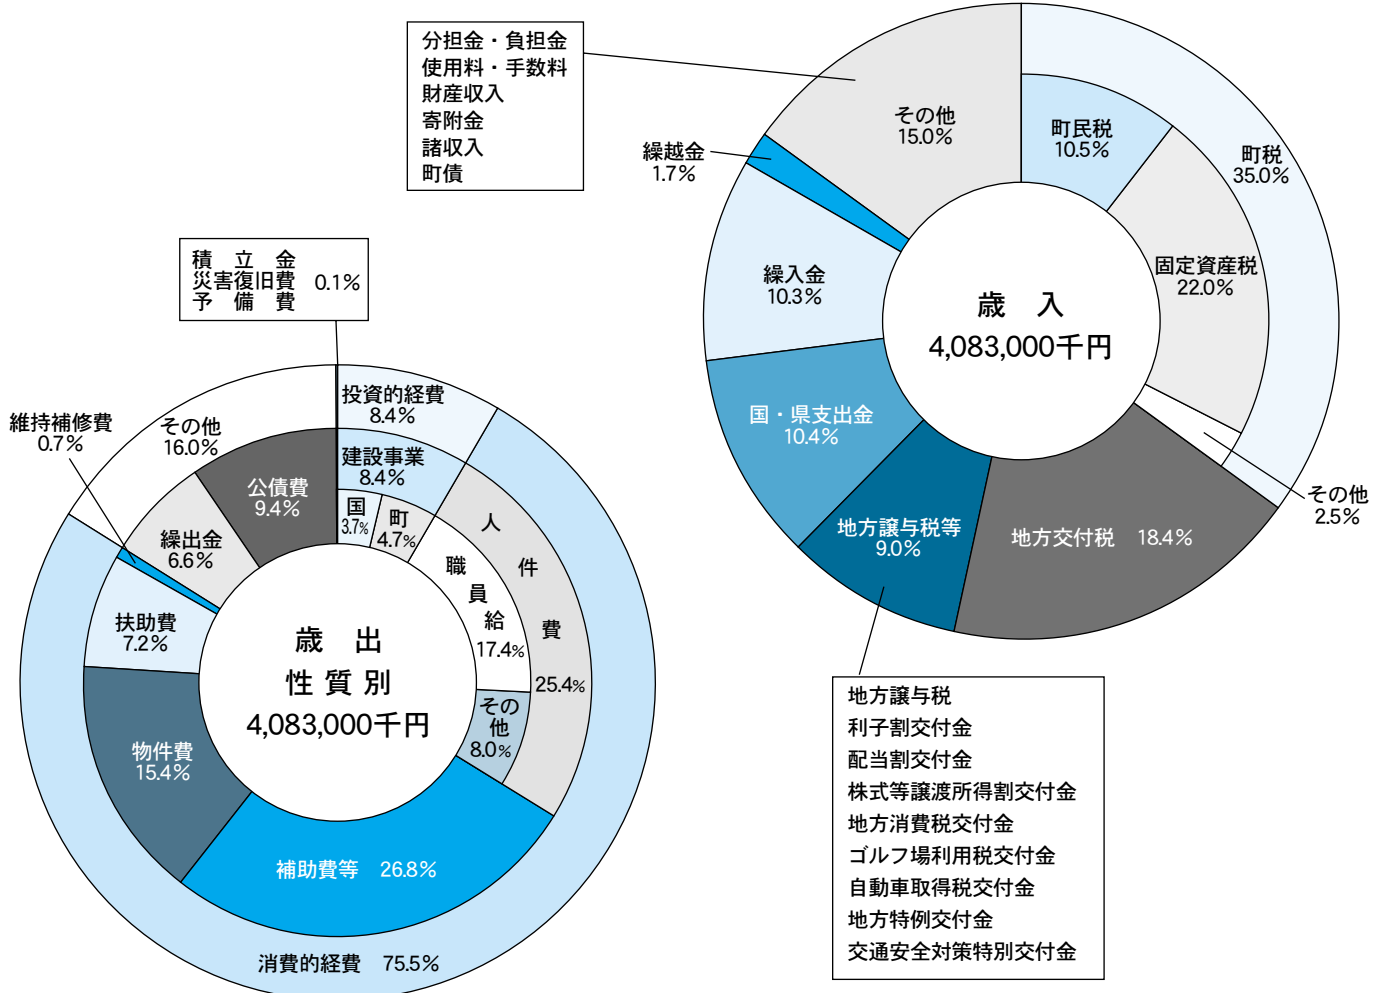 分担金・負担金
使用料・手数料
財産収入
寄附金
諸収入
町債
その他
15.0%
町民税
10.5%
町税
35.0%
繰越金
1.7%
固定資産税
22.0%
繰入金
10.3%
歳 入
4,083,000千円
国・県支出金
10.4%
その他
2.5%
地方譲与税等
9.0%
地方交付税 18.4%
地方譲与税
利子割交付金
配当割交付金
株式等譲渡所得割交付金
地方消費税交付金
ゴルフ場利用税交付金
自動車取得税交付金
地方特例交付金
交通安全対策特別交付金
積立金
災害復旧費 0.1%
予備費
投資的経費
8.4%
維持補修費
0.7%
その他
16.0%
建設事業
8.4%
公債費
9.4%
国
3.7%
町
4.7%
人件費
25.4%
繰出金
6.6%
職員給
17.4%
扶助費
7.2%
歳 出
性 質 別
4,083,000千円
その
他
8.0%
物件費
15.4%
補助費等 26.8%
消費的経費 75.5%